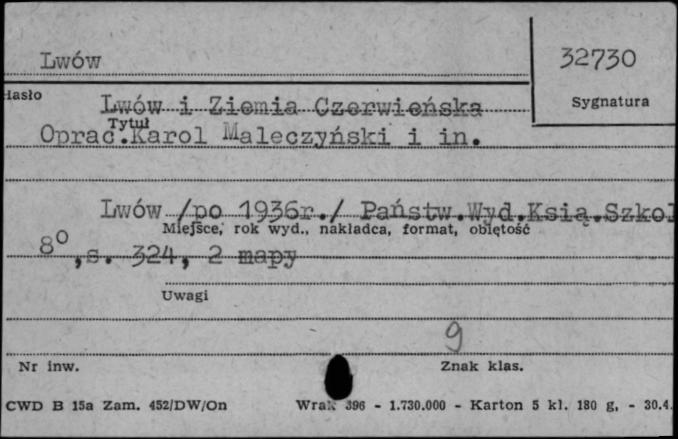 Lwów
32730
Hasło
Sygnatura
Lwów i Ziemia Czerwieńska
Tytuł
Oprac. Karol Maleczyński i in.
Lwów /po 1936r./ Państw.Wyd.Ksią.Szkol
Miejsce, rok wyd., nakładca, format, objętość
8⁰, s. 324, 2 mapy
Uwagi
9
Nr inw.
Znak klas.
CWD B 15a Zam. 452/DW/On
396 - 1.730.000 - Karton 5 kl. 180 g, - 30.4.